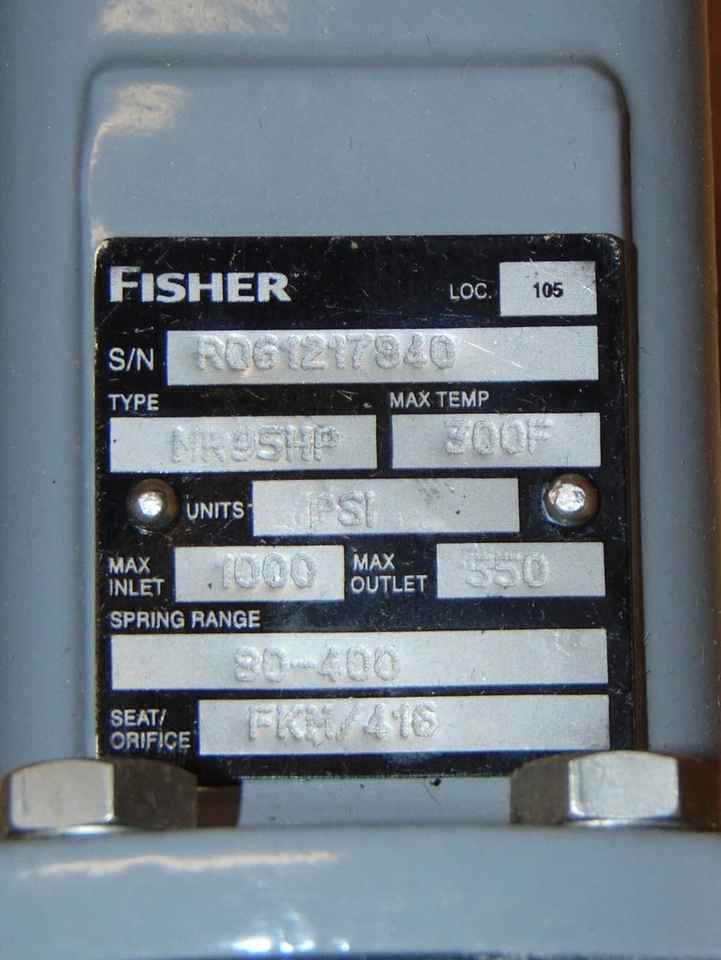 FISHER
LOC. 105
S/N RQ61217940
TYPE MAX TEMP
MR95HP 300F
UNITS PSI
MAX INLET 1000 MAX OUTLET 550
SPRING RANGE
80-400
SEAT/ ORIFICE FKM/416